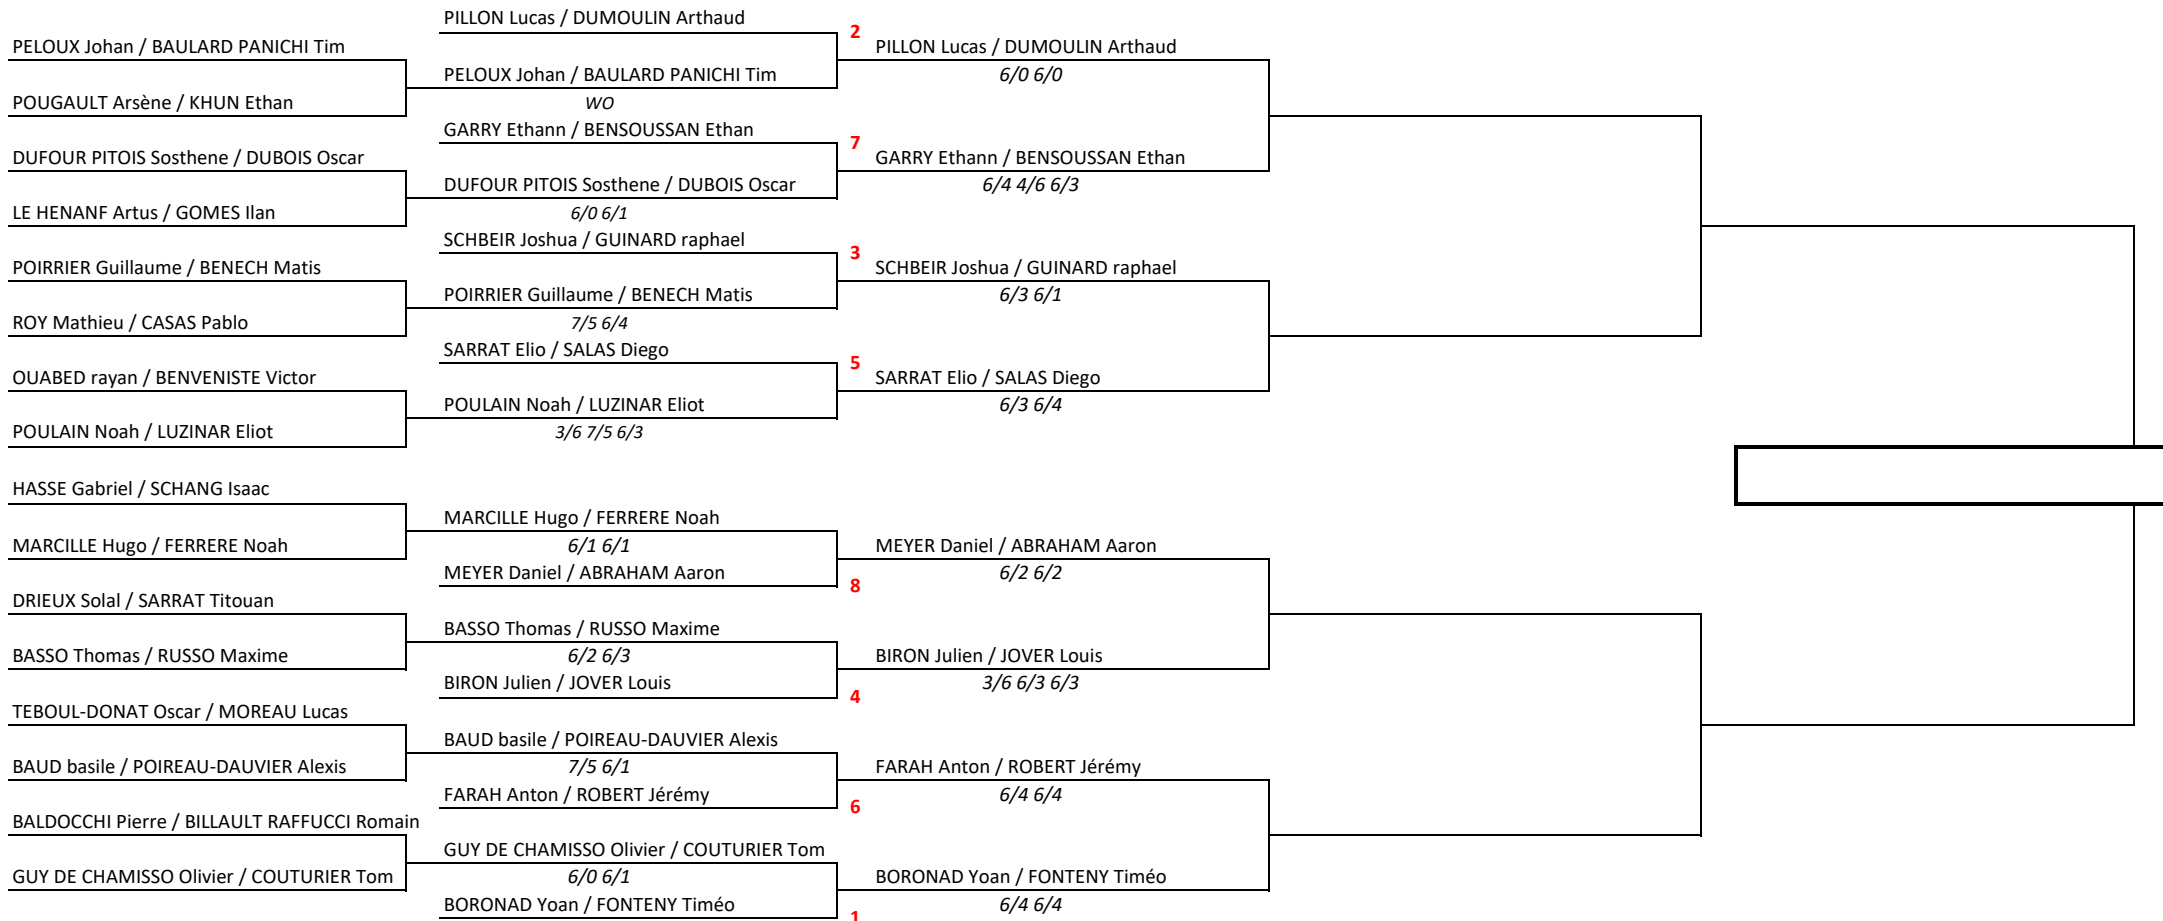 PILLON Lucas / DUMOULIN Arthaud
2
PELOUX Johan / BAULARD PANICHI Tim
PILLON Lucas / DUMOULIN Arthaud
PELOUX Johan / BAULARD PANICHI Tim
6/0 6/0
POUGAULT Arsène / KHUN Ethan
WO
GARRY Ethann / BENSOUSSAN Ethan
7
DUFOUR PITOIS Sosthene / DUBOIS Oscar
GARRY Ethann / BENSOUSSAN Ethan
DUFOUR PITOIS Sosthene / DUBOIS Oscar
6/4 4/6 6/3
LE HENANF Artus / GOMES Ilan
6/0 6/1
SCHBEIR Joshua / GUINARD raphael
3
POIRRIER Guillaume / BENECH Matis
SCHBEIR Joshua / GUINARD raphael
POIRRIER Guillaume / BENECH Matis
6/3 6/1
ROY Mathieu / CASAS Pablo
7/5 6/4
SARRAT Elio / SALAS Diego
5
OUABED rayan / BENVENISTE Victor
SARRAT Elio / SALAS Diego
POULAIN Noah / LUZINAR Eliot
6/3 6/4
POULAIN Noah / LUZINAR Eliot
3/6 7/5 6/3
HASSE Gabriel / SCHANG Isaac
MARCILLE Hugo / FERRERE Noah
MARCILLE Hugo / FERRERE Noah
6/1 6/1
MEYER Daniel / ABRAHAM Aaron
MEYER Daniel / ABRAHAM Aaron
6/2 6/2
8
DRIEUX Solal / SARRAT Titouan
BASSO Thomas / RUSSO Maxime
BASSO Thomas / RUSSO Maxime
6/2 6/3
BIRON Julien / JOVER Louis
BIRON Julien / JOVER Louis
3/6 6/3 6/3
4
TEBOUL-DONAT Oscar / MOREAU Lucas
BAUD basile / POIREAU-DAUVIER Alexis
BAUD basile / POIREAU-DAUVIER Alexis
7/5 6/1
FARAH Anton / ROBERT Jérémy
FARAH Anton / ROBERT Jérémy
6/4 6/4
6
BALDOCCHI Pierre / BILLAULT RAFFUCCI Romain
GUY DE CHAMISSO Olivier / COUTURIER Tom
GUY DE CHAMISSO Olivier / COUTURIER Tom
6/0 6/1
BORONAD Yoan / FONTENY Timéo
BORONAD Yoan / FONTENY Timéo
6/4 6/4
1